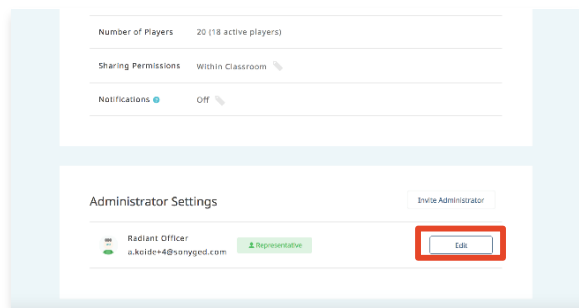 Number of Players 20 (18 active players)
Sharing Permissions Within Classroom
Notifications ? Off
Administrator Settings Invite Administrator
Radiant Officer
a.koide+4@sonyged.com Representative Edit